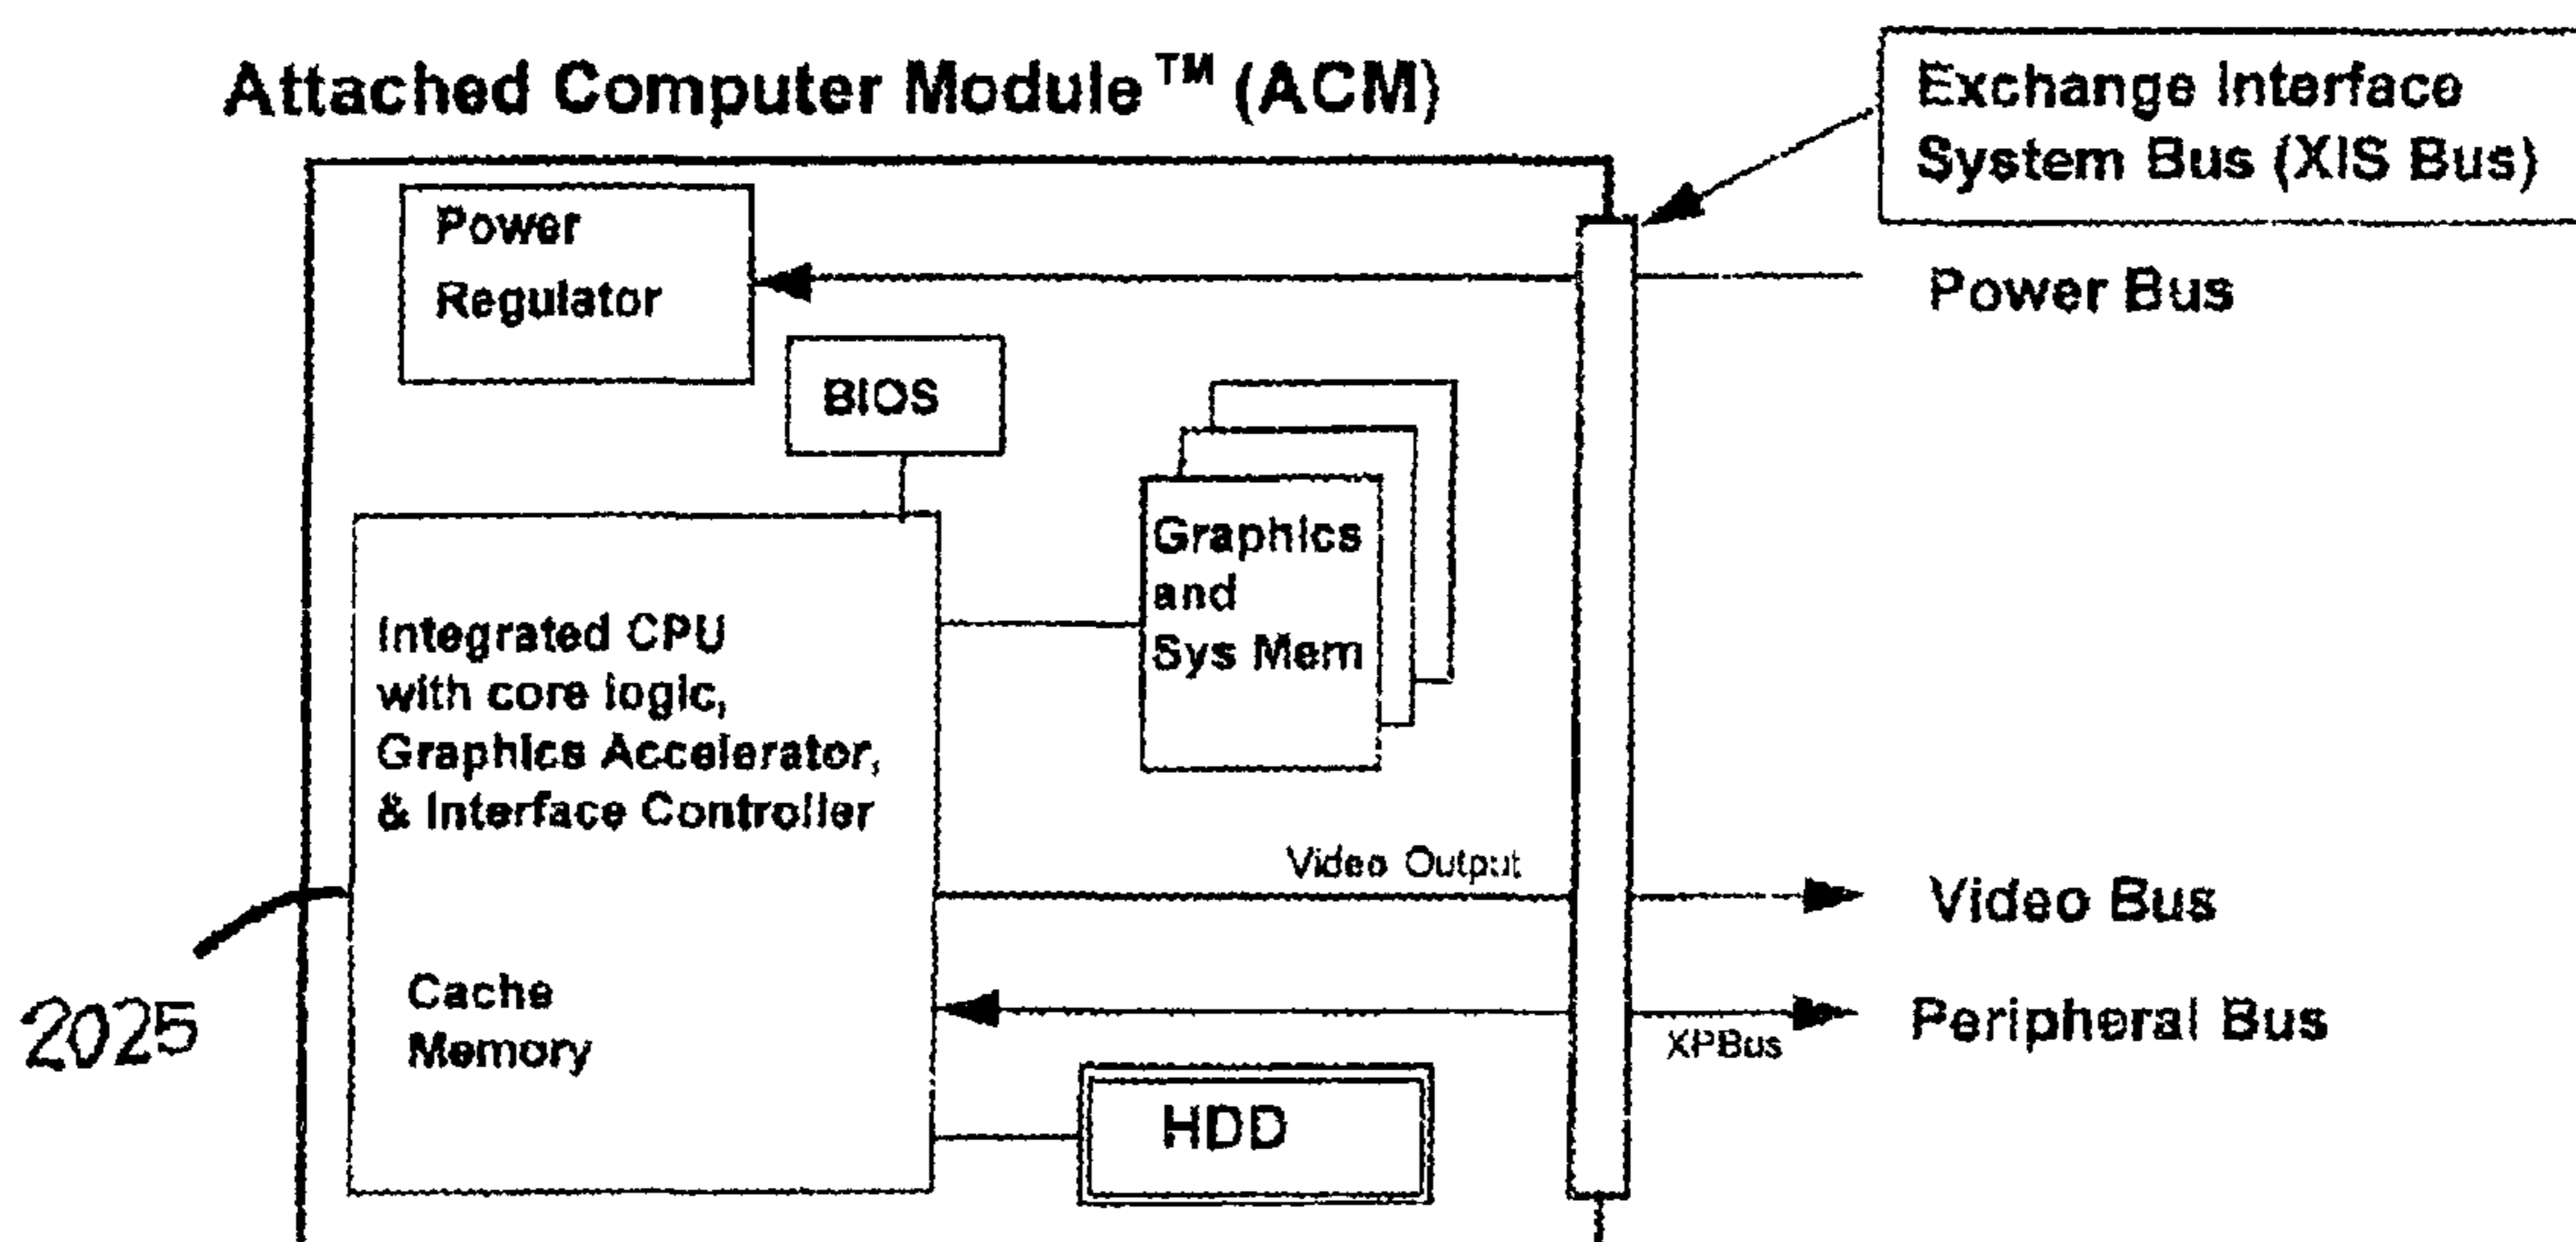 Attached Computer Module™ (ACM)
Exchange Interface
System Bus (XIS Bus)
Power
Regulator
Power Bus
BIOS
Graphics
and
Sys Mem
Integrated CPU
with core logic,
Graphics Accelerator,
& Interface Controller
Video Output
Video Bus
2025
Cache
Memory
Peripheral Bus
XPBus
HDD